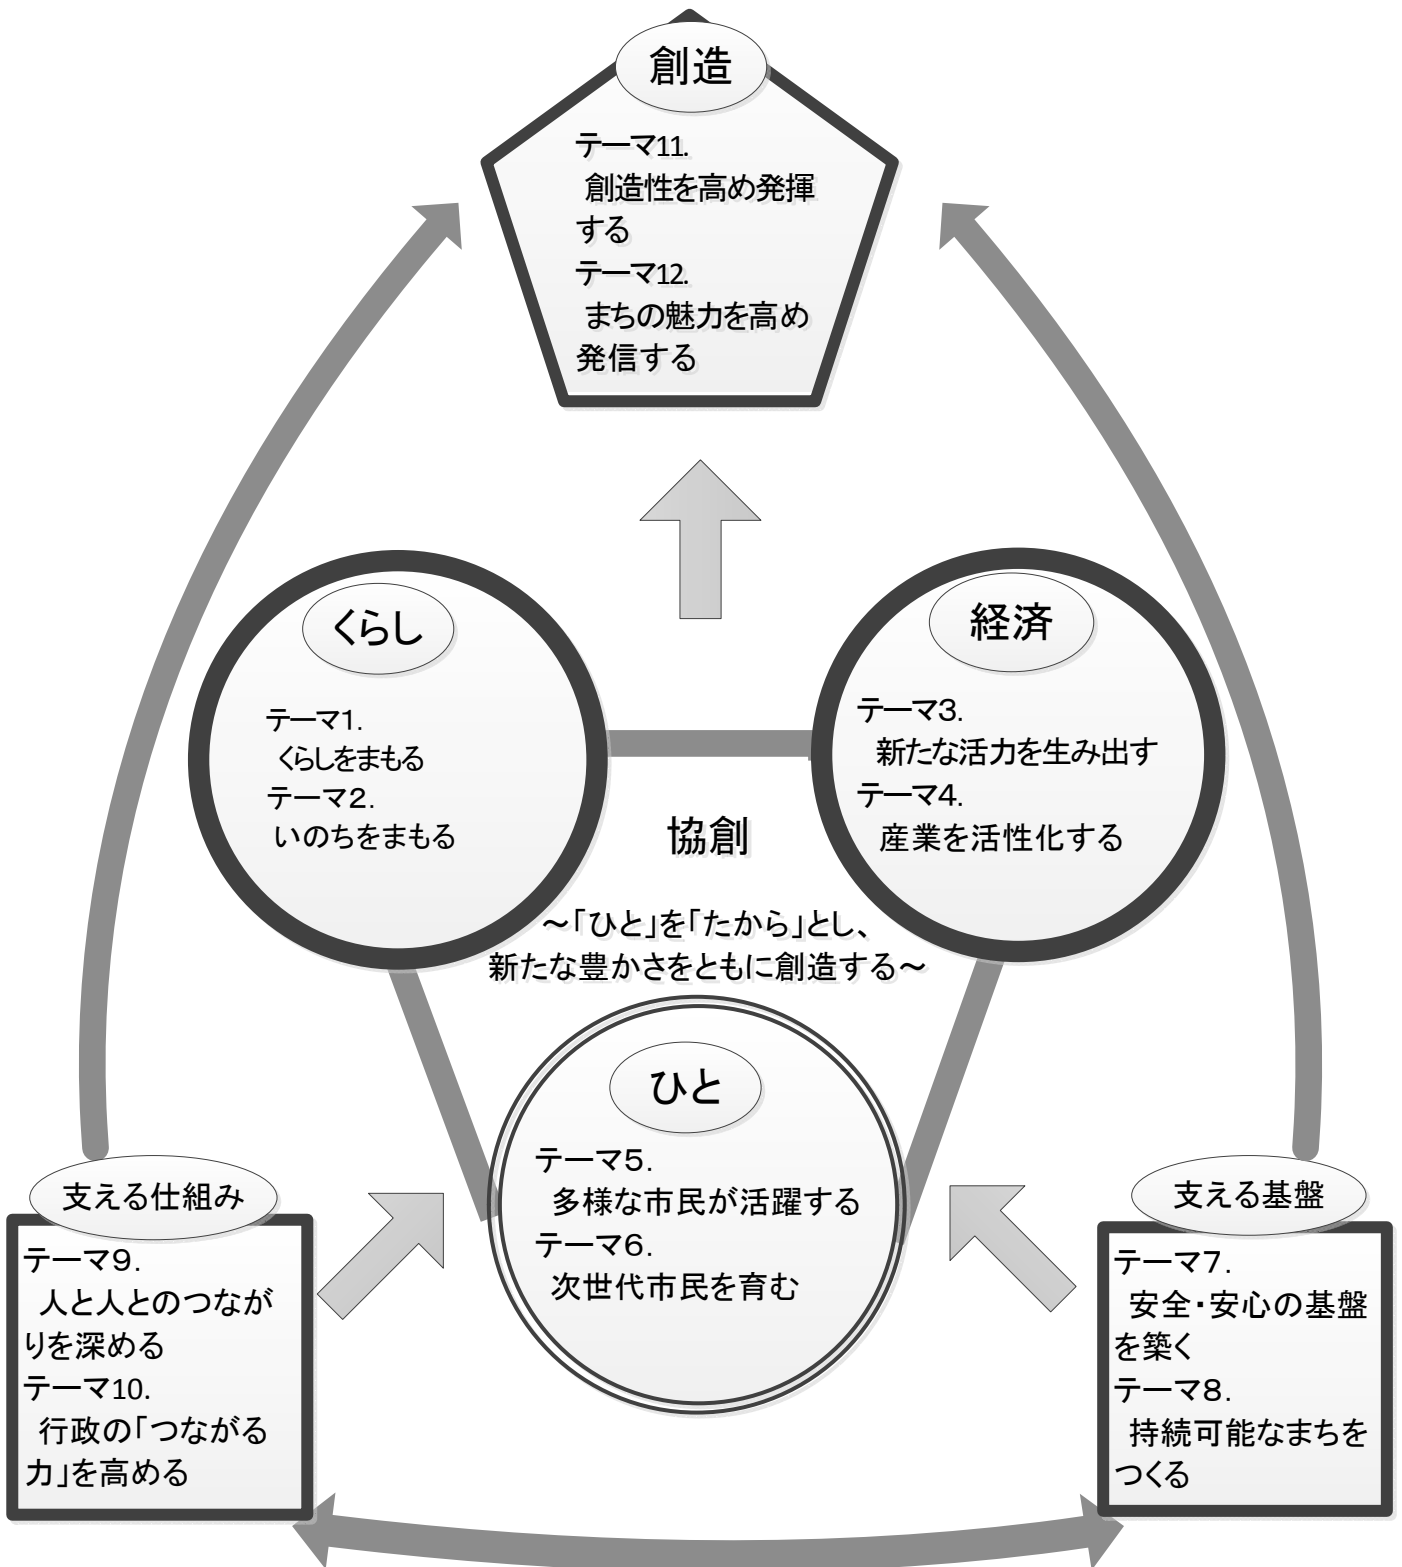 創造
テーマ11.
創造性を高め発揮
する
テーマ12.
まちの魅力を高め
発信する
くらし
テーマ1.
くらしをまもる
テーマ2.
いのちをまもる
経済
テーマ3.
新たな活力を生み出す
テーマ4.
産業を活性化する
協創
～「ひと」を「たから」とし、
新たな豊かさをともに創造する～
ひと
テーマ5.
多様な市民が活躍する
テーマ6.
次世代市民を育む
支える仕組み
テーマ9.
人と人とのつなが
りを深める
テーマ10.
行政の「つながる
力」を高める
支える基盤
テーマ7.
安全・安心の基盤
を築く
テーマ8.
持続可能なまちを
つくる